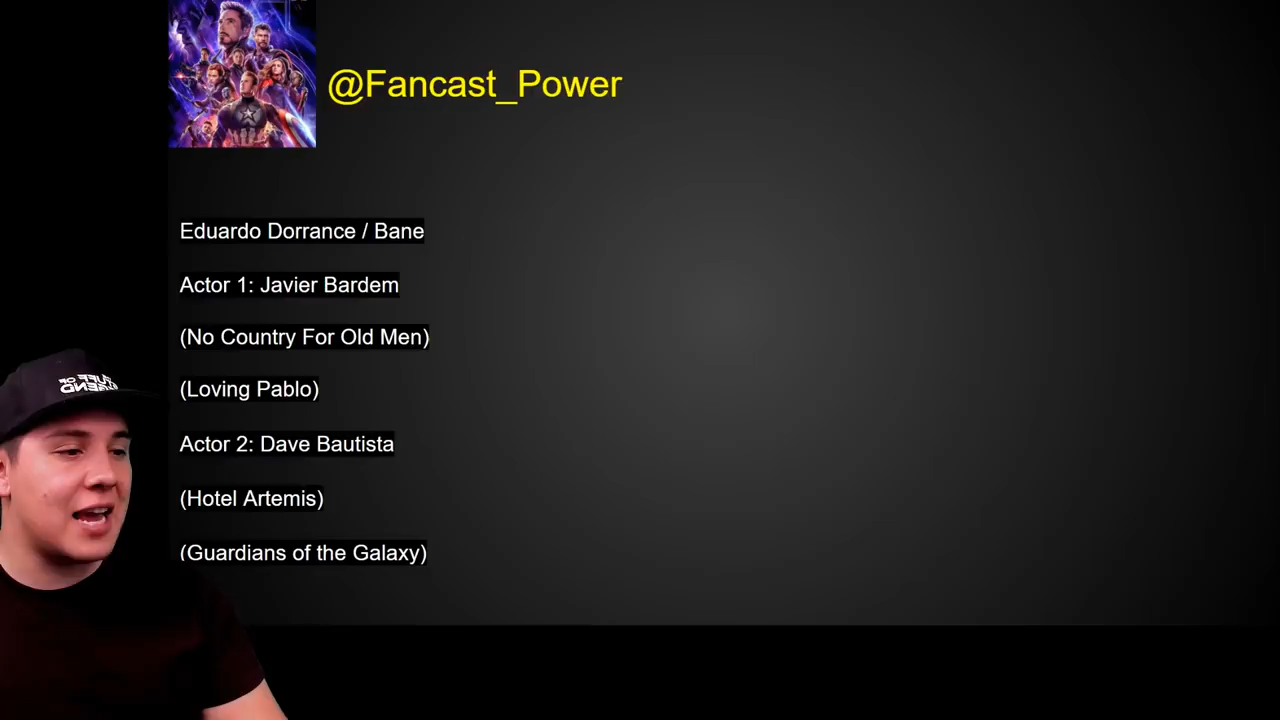 @Fancast_Power
Eduardo Dorrance / Bane
Actor 1: Javier Bardem
(No Country For Old Men)
(Loving Pablo)
Actor 2: Dave Bautista
(Hotel Artemis)
(Guardians of the Galaxy)